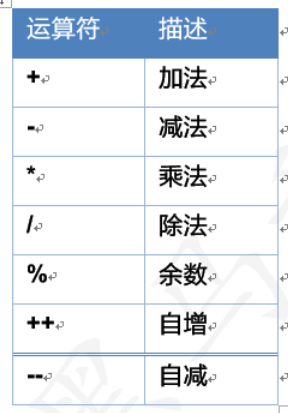 运算符 描述
+ 加法
- 减法
* 乘法
/ 除法
% 余数
++ 自增
-- 自减